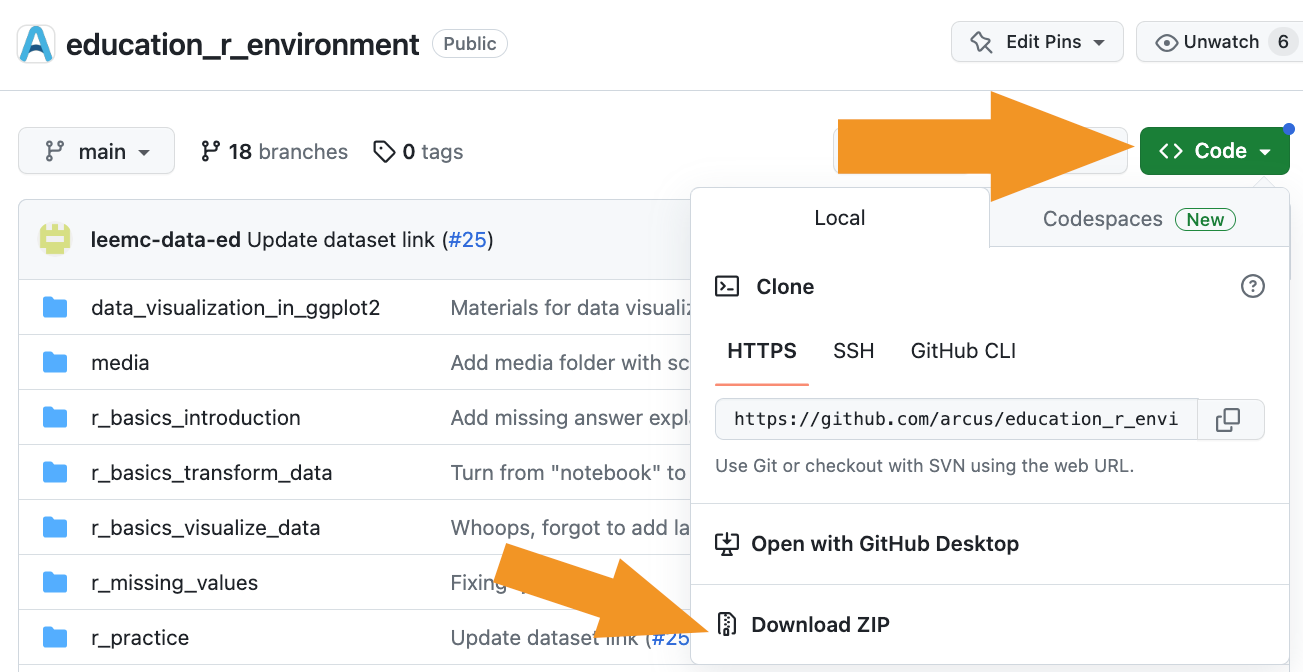 education_r_environment Public Edit Pins Unwatch 6
main 18 branches 0 tags Code
leemc-data-ed Update dataset link (#25)
data_visualization_in_ggplot2 Materials for data
media Add media folder with
r_basics_introduction Add missing answer
r_basics_transform_data Turn from "notebook" to
r_basics_visualize_data Whoops, forgot to add
r_missing_values Fixing
r_practice Update dataset link (#25
Local Codespaces New
Clone
HTTPS SSH GitHub CLI
https://github.com/arcus/education_r_envi
Use Git or checkout with SVN using the web URL.
Open with GitHub Desktop
Download ZIP